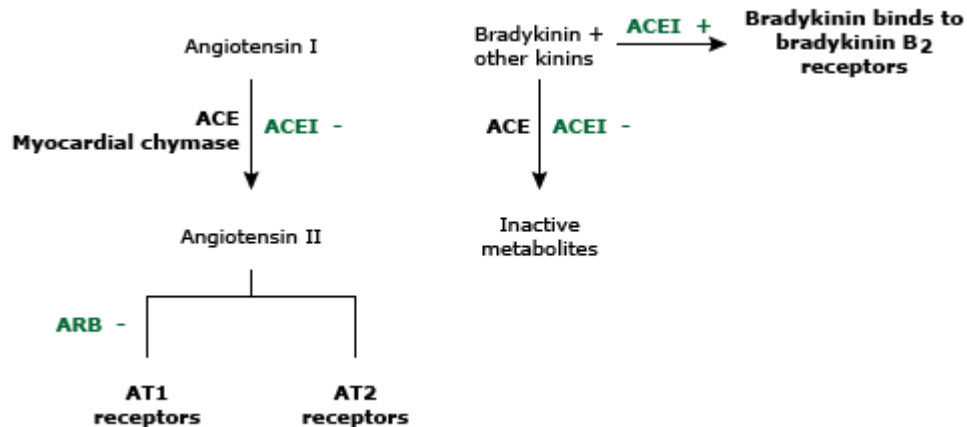 Angiotensin I
ACE
Myocardial chymase
ACEI -
Angiotensin II
ARB -
AT1
receptors
AT2
receptors
Bradykinin +
other kinins
ACEI +
Bradykinin binds to
bradykinin B2
receptors
ACE
ACEI -
Inactive
metabolites